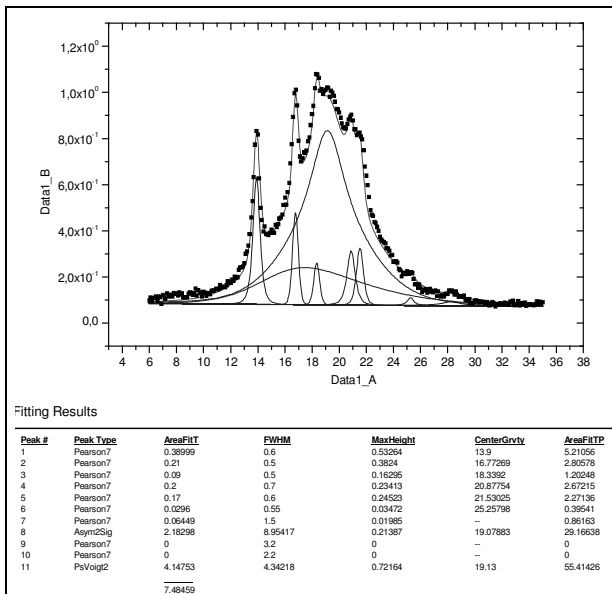 1,2x10⁰
1,0x10⁰
8,0x10⁻¹
6,0x10⁻¹
4,0x10⁻¹
2,0x10⁻¹
0,0
Data1_B
4 6 8 10 12 14 16 18 20 22 24 26 28 30 32 34 36 38
Data1_A
Fitting Results
Peak # Peak Type AreaFitT FWHM MaxHeight CenterGrvty AreaFitTP
1 Pearson7 0.38999 0.6 0.53264 13.9 5.21056
2 Pearson7 0.21 0.5 0.3824 16.77269 2.80578
3 Pearson7 0.09 0.5 0.16295 18.3392 1.20248
4 Pearson7 0.2 0.7 0.23413 20.87754 2.67215
5 Pearson7 0.17 0.6 0.24523 21.53025 2.27136
6 Pearson7 0.0296 0.55 0.03472 25.25798 0.39541
7 Pearson7 0.06449 1.5 0.01985 -- 0.86163
8 Asym2Sig 2.18298 8.95417 0.21387 19.07883 29.16638
9 Pearson7 0 3.2 0 -- 0
10 Pearson7 0 2.2 0 -- 0
11 PsVoigt2 4.14753 4.34218 0.72164 19.13 55.41426
7.48459